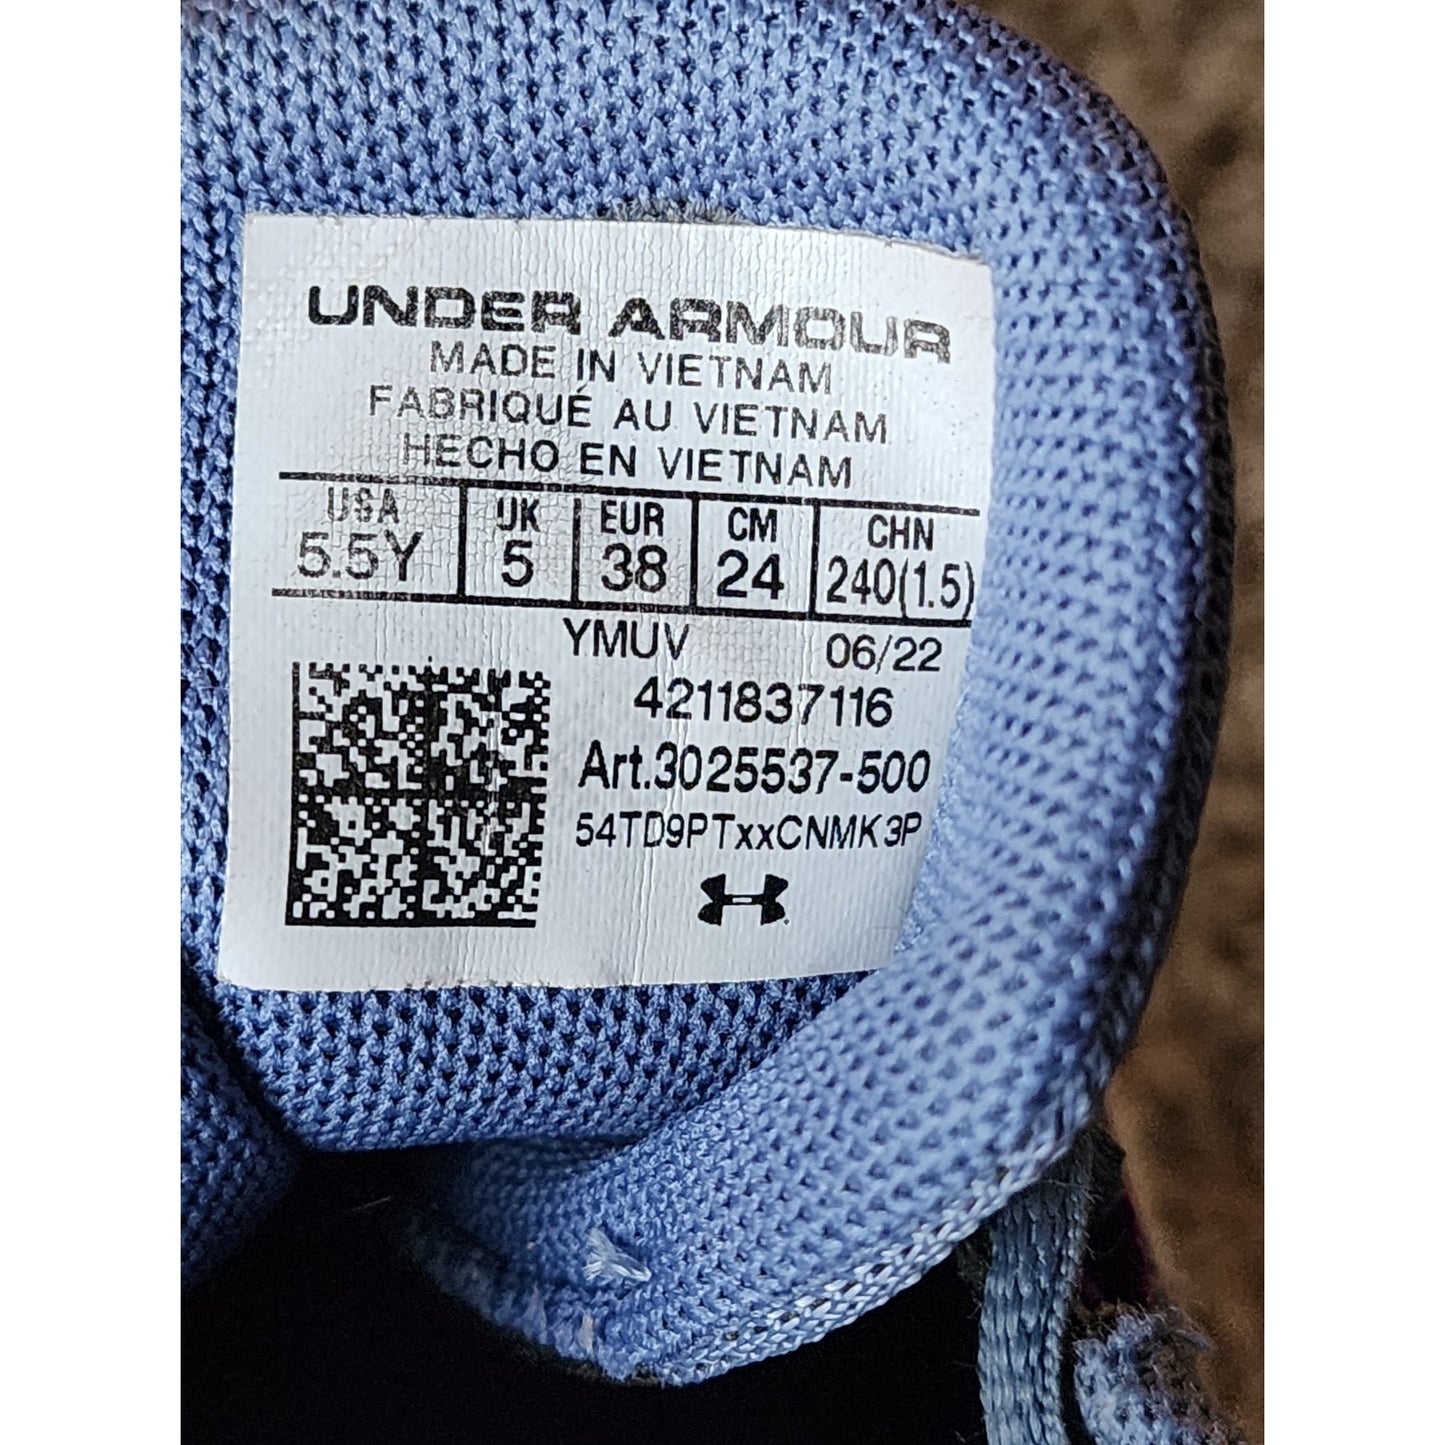 UNDER ARMOUR
MADE IN VIETNAM
FABRIQUÉ AU VIETNAM
HECHO EN VIETNAM
USA UK EUR CM CHN
5.5Y 5 38 24 240(1.5)
YMUV 06/22
4211837116
Art.3025537-500
54TD9PTxxCNMK3P